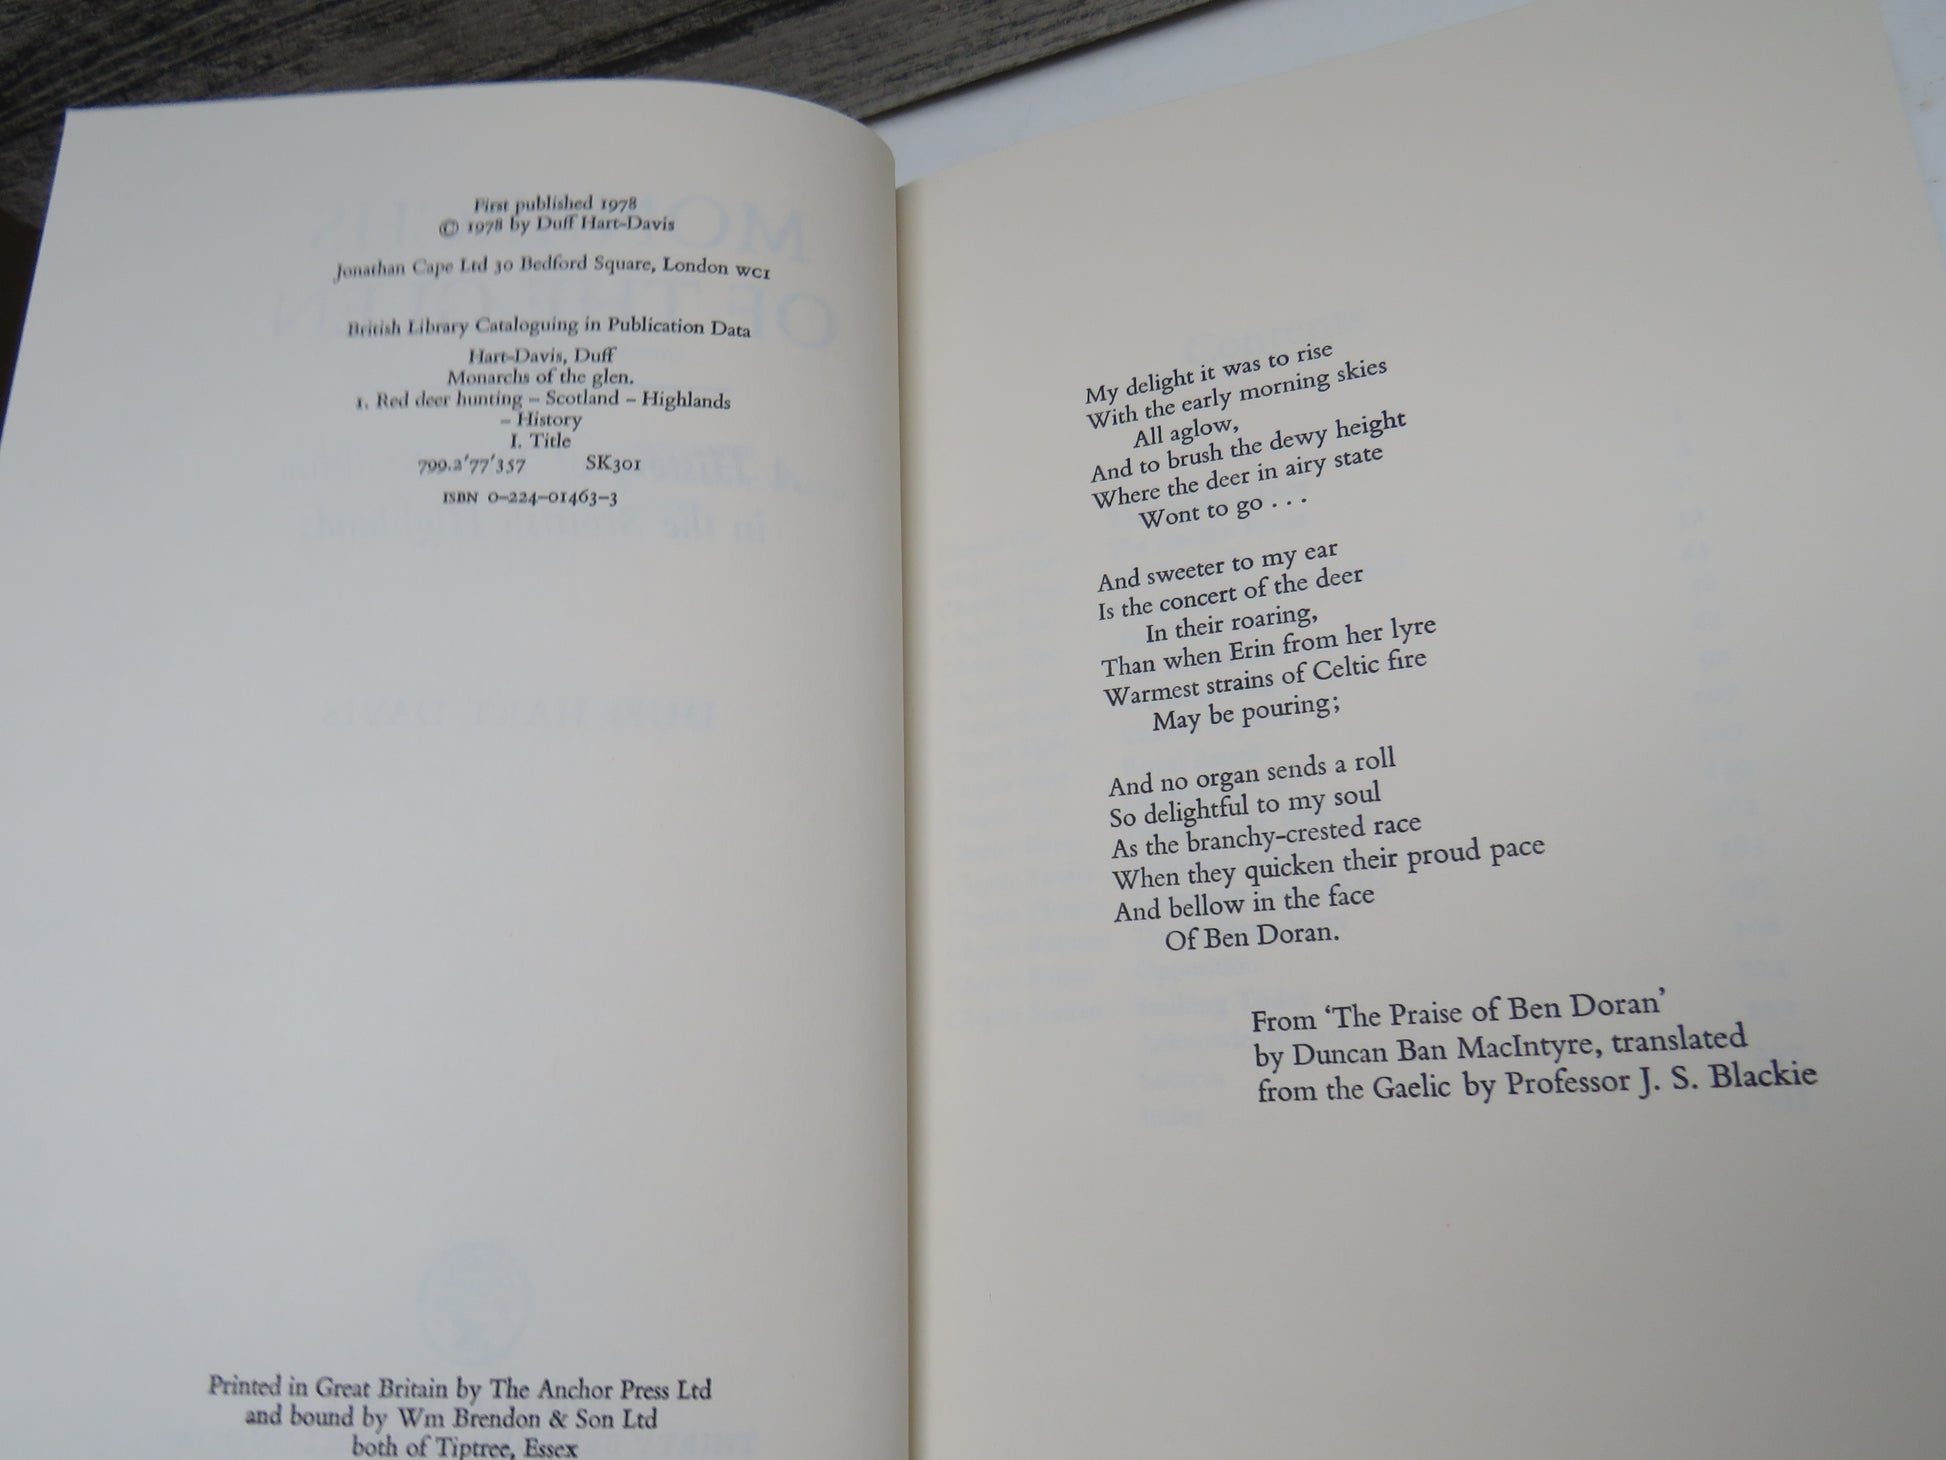 First published 1978
© 1978 by Duff Hart-Davis
Jonathan Cape Ltd 30 Bedford Square, London WC1
British Library Cataloguing in Publication Data
Hart-Davis, Duff
Monarchs of the glen.
1. Red deer hunting – Scotland – Highlands
– History
I. Title
799.2'77'357 SK301
ISBN 0–224–01463–3
Printed in Great Britain by The Anchor Press Ltd
and bound by Wm Brendon & Son Ltd
both of Tiptree, Essex
My delight it was to rise
With the early morning skies
All aglow,
And to brush the dewy height
Where the deer in airy state
Wont to go . . .
And sweeter to my ear
Is the concert of the deer
In their roaring,
Than when Erin from her lyre
Warmest strains of Celtic fire
May be pouring;
And no organ sends a roll
So delightful to my soul
As the branchy-crested race
When they quicken their proud pace
And bellow in the face
Of Ben Doran.
From ‘The Praise of Ben Doran’
by Duncan Ban MacIntyre, translated
from the Gaelic by Professor J. S. Blackie